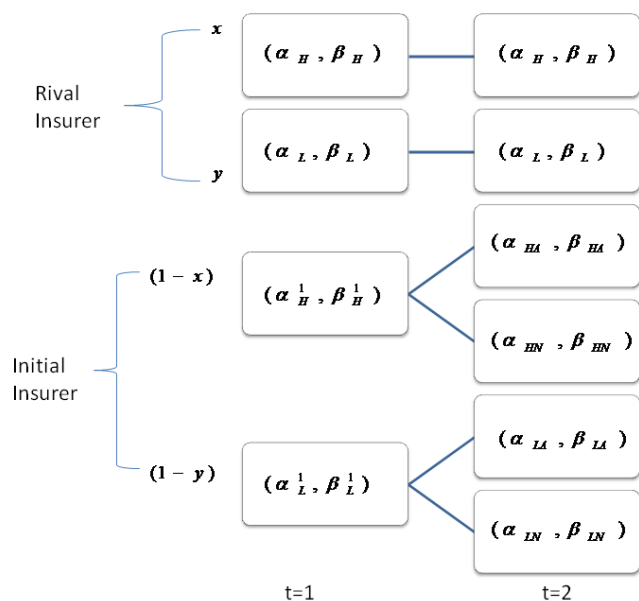 x
(α H , β H)
(α H , β H)
Rival
Insurer
(α L , β L)
(α L , β L)
y
(α HA , β HA)
(1 - x)
(α 1 H , β 1 H)
(α HN , β HN)
Initial
Insurer
(α LA , β LA)
(1 - y)
(α 1 L , β 1 L)
(α LN , β LN)
t=1
t=2